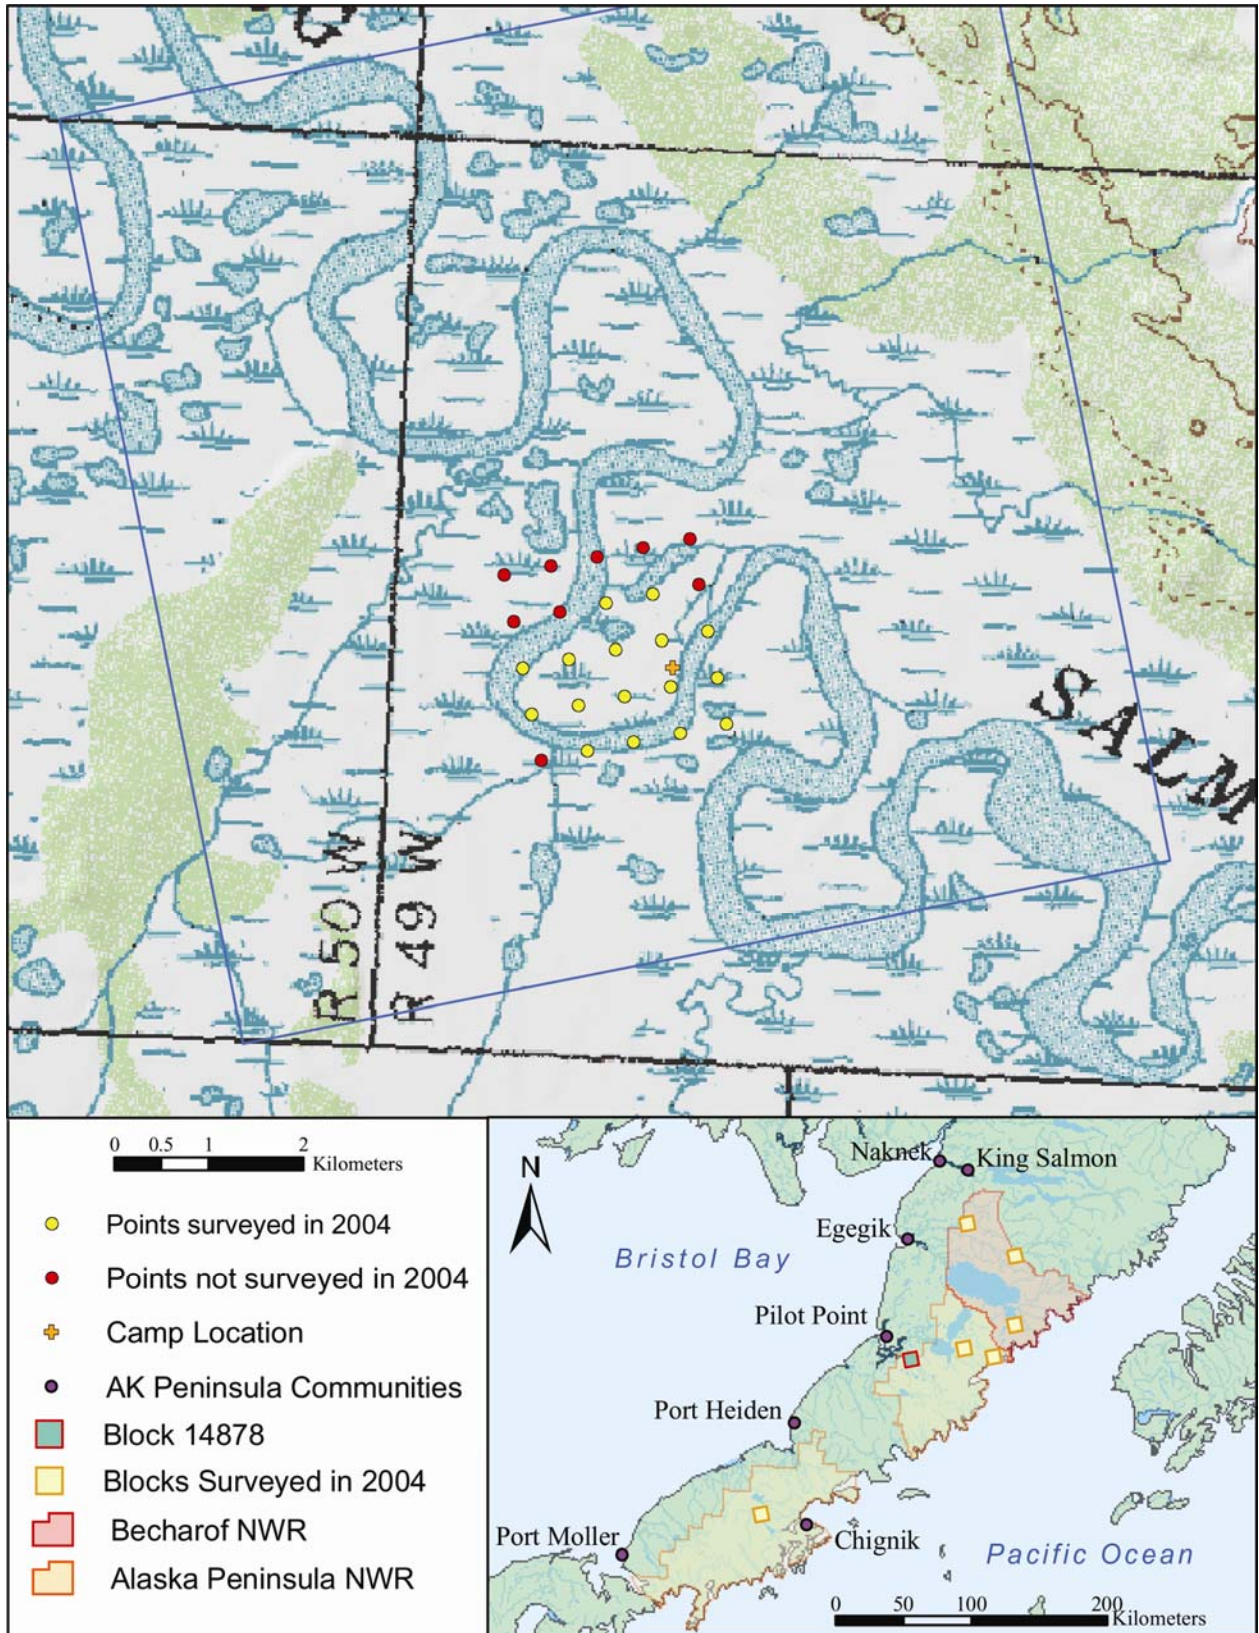 SALM
R 50 W
R 49 W
0 0.5 1 2
Kilometers
Points surveyed in 2004
Points not surveyed in 2004
Camp Location
AK Peninsula Communities
Block 14878
Blocks Surveyed in 2004
Becharof NWR
Alaska Peninsula NWR
N
Naknek
King Salmon
Egegik
Bristol Bay
Pilot Point
Port Heiden
Port Moller
Chignik
Pacific Ocean
0 50 100 200
Kilometers